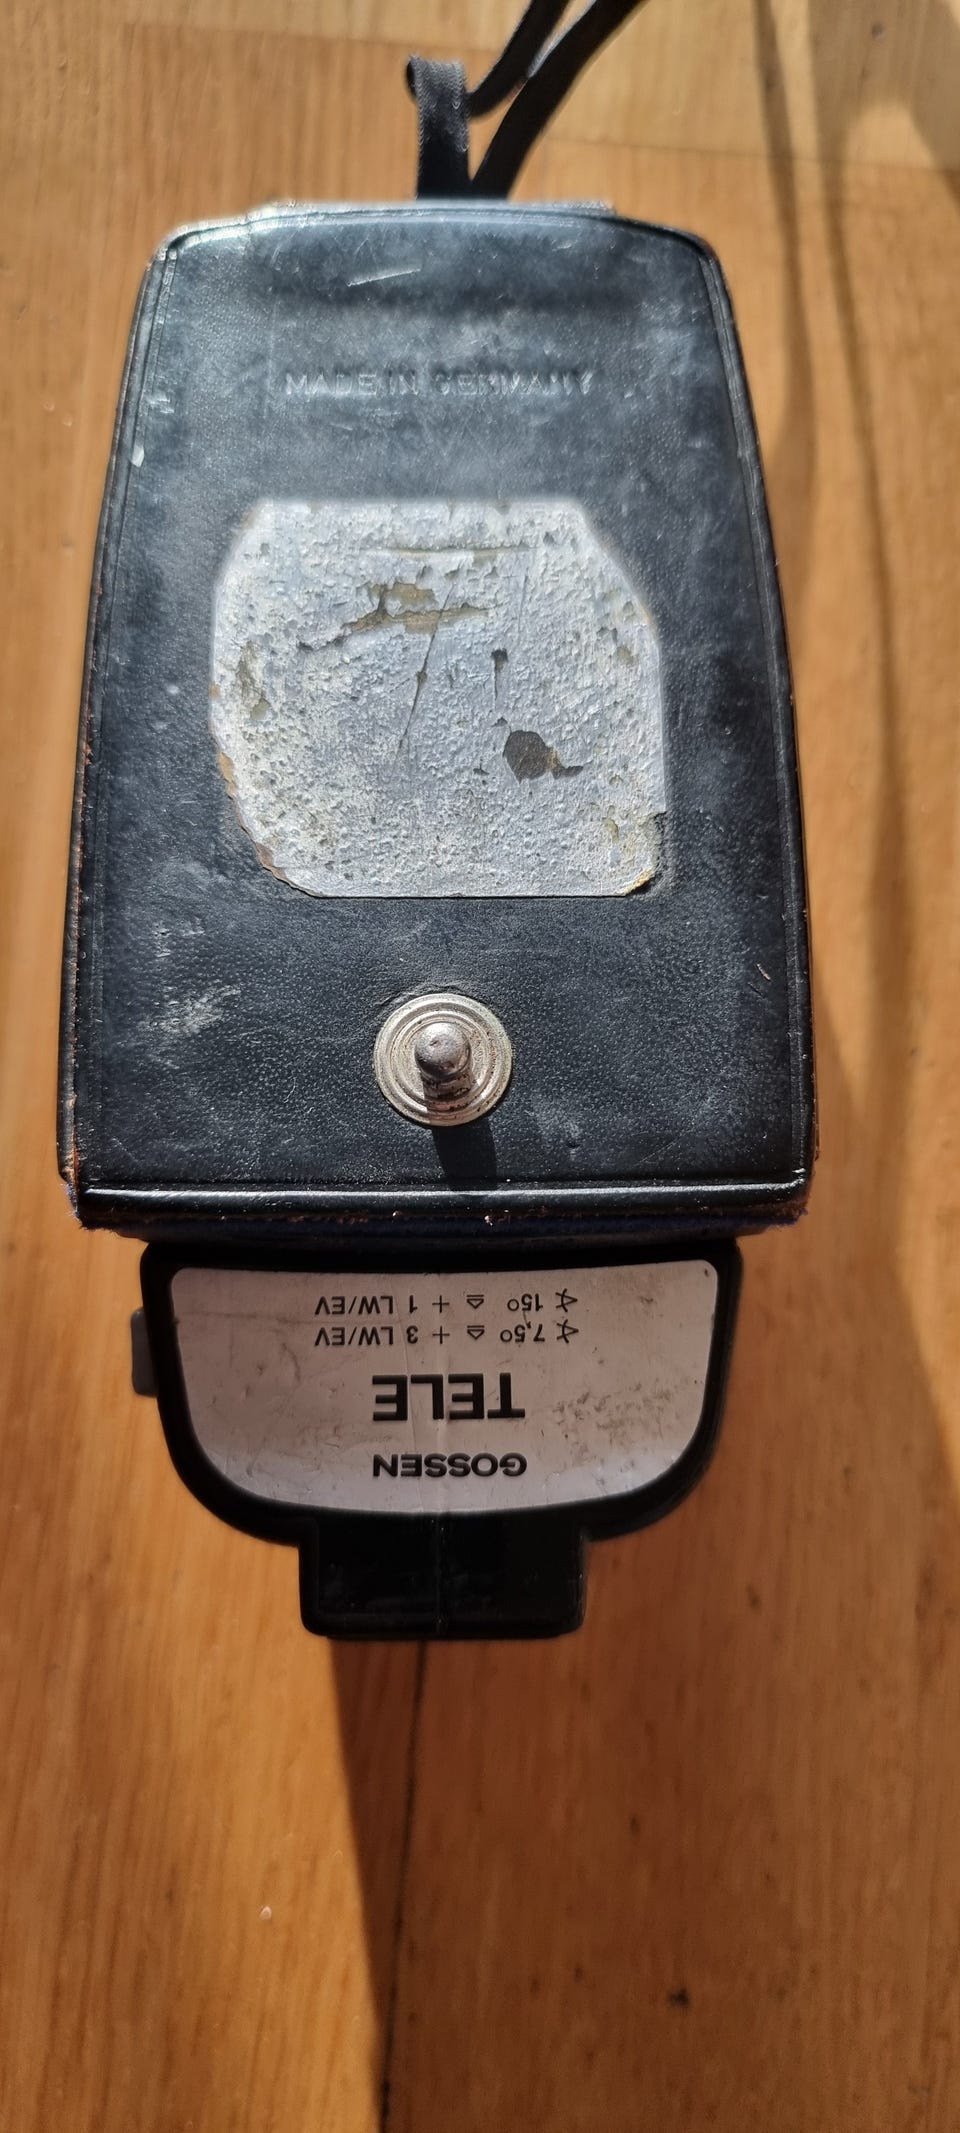 MADE IN GERMANY
GOSSEN
TELE
∢ 7,5° ≙ + 3 LW/EV
∢ 15° ≙ + 1 LW/EV